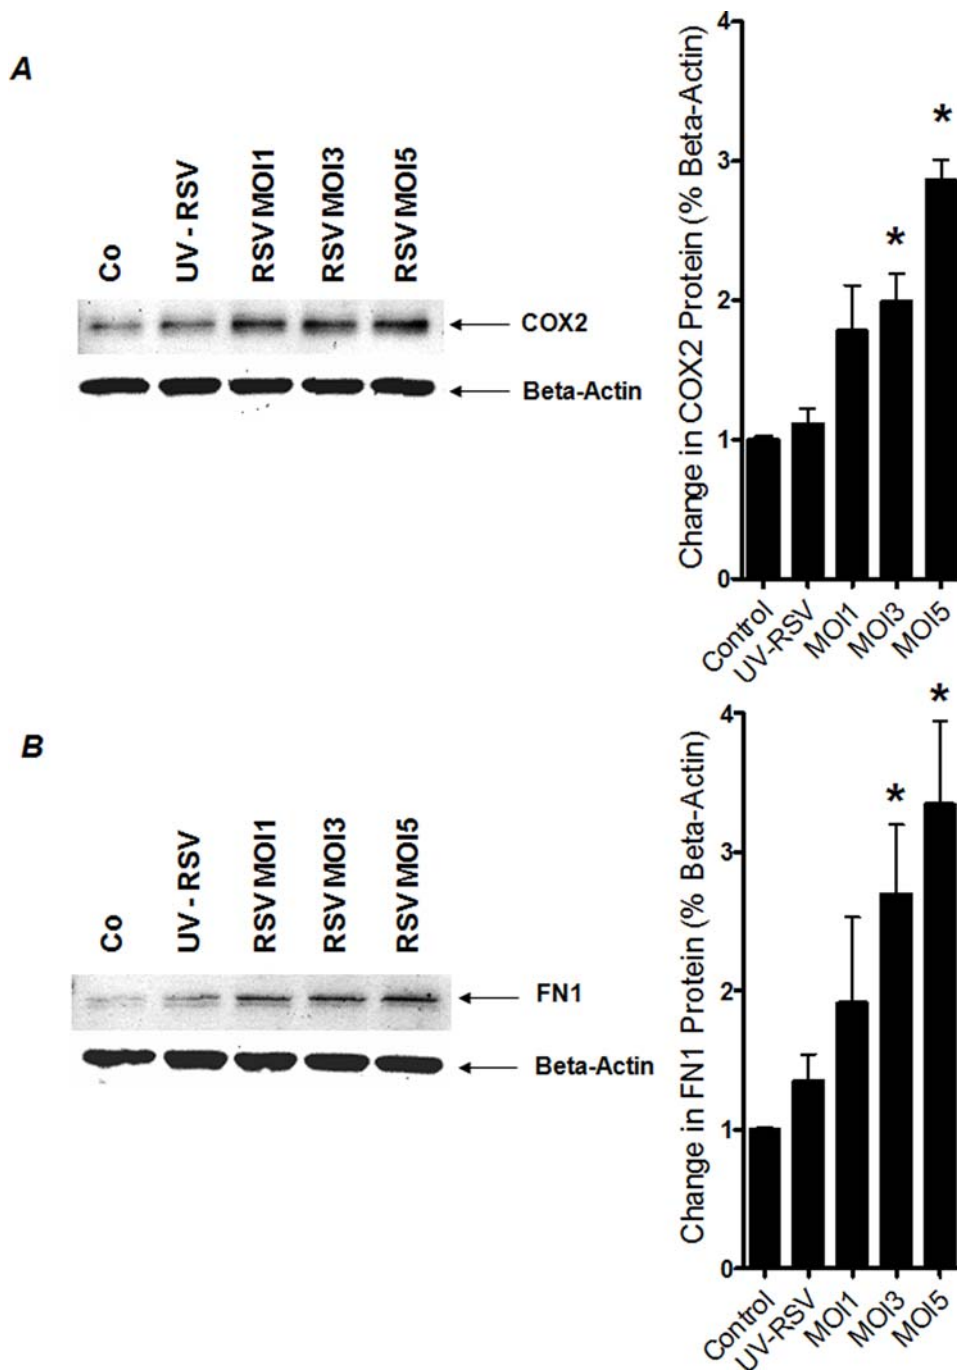 A
Co
UV - RSV
RSV MOI1
RSV MOI3
RSV MOI5
COX2
Beta-Actin
Change in COX2 Protein (% Beta-Actin)
4
*
3
*
2
1
0
Control
UV-RSV
MOI1
MOI3
MOI5
B
Co
UV - RSV
RSV MOI1
RSV MOI3
RSV MOI5
FN1
Beta-Actin
Change in FN1 Protein (% Beta-Actin)
*
4
*
3
2
1
0
Control
UV-RSV
MOI1
MOI3
MOI5